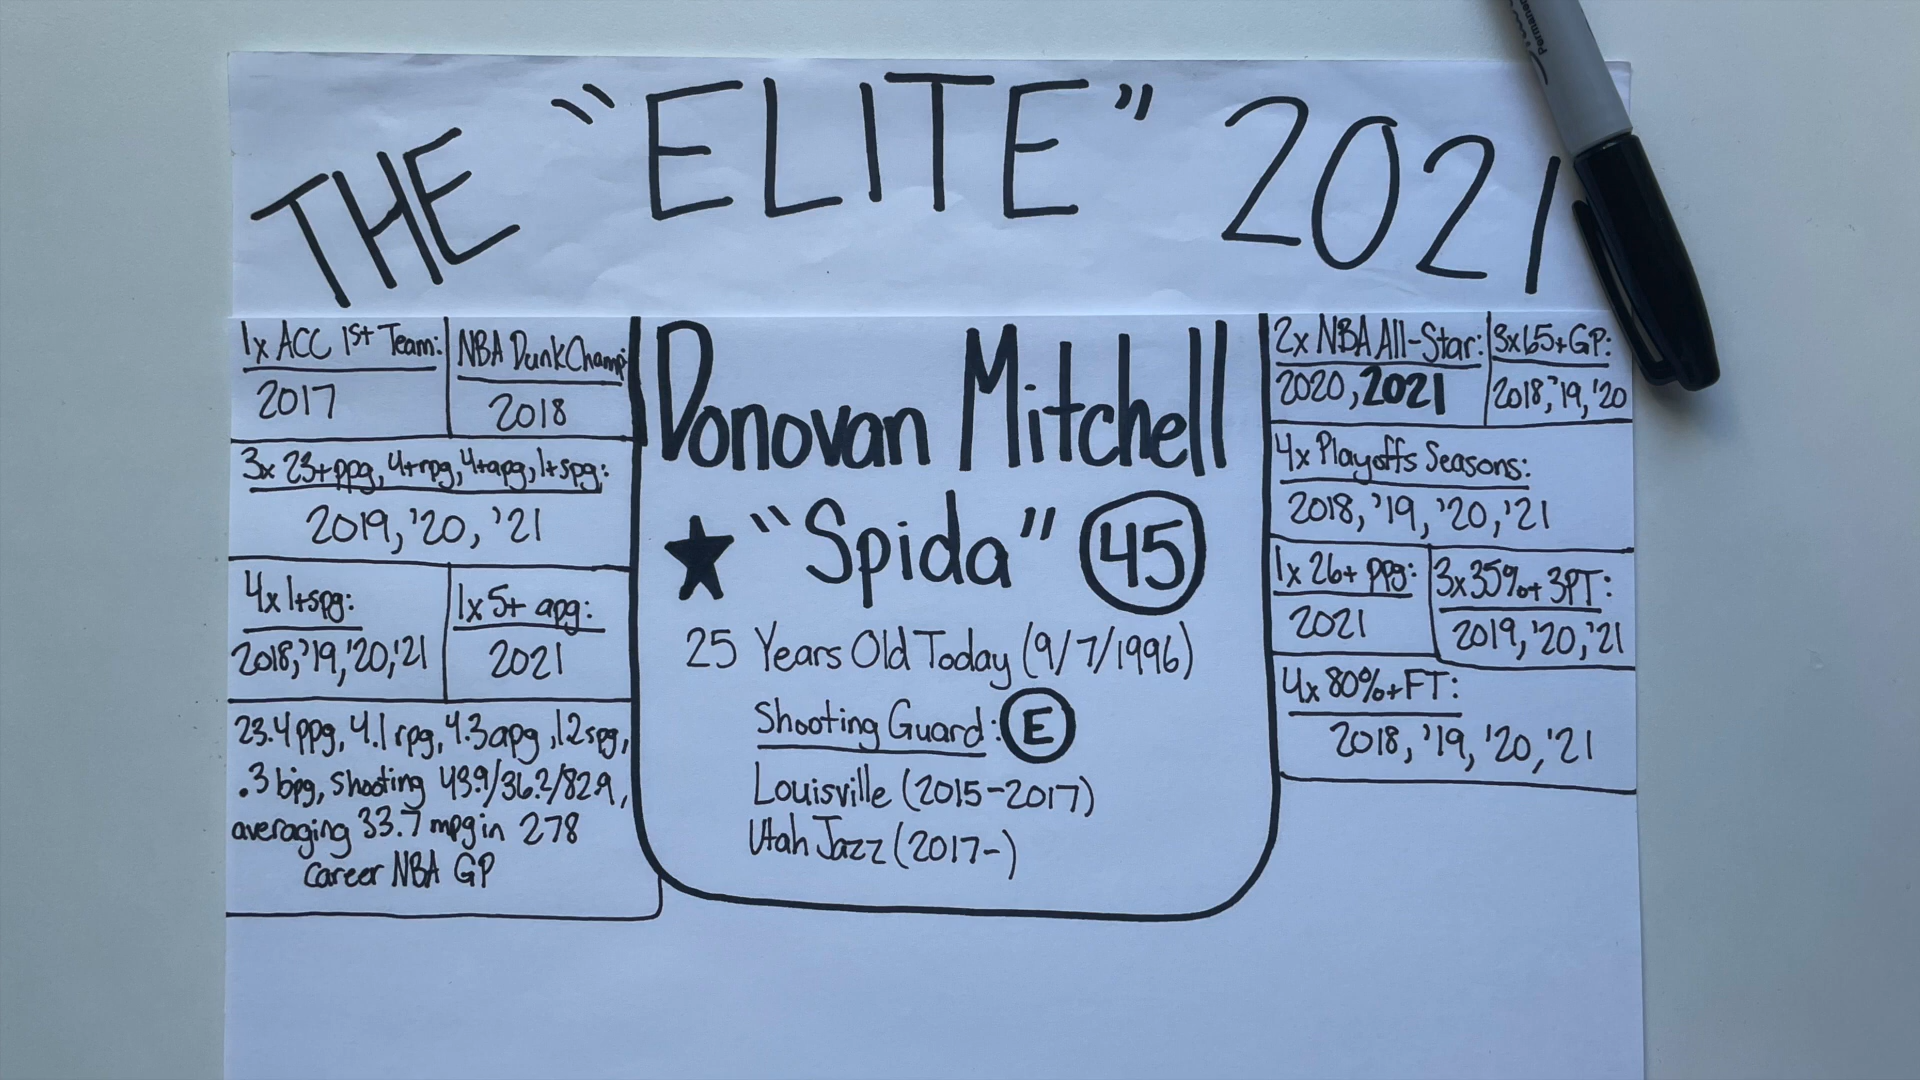 THE "ELITE" 2021
1x ACC 1st Team:
2017
NBA Dunk Champ:
2018
3x 23+ppg, 4+rpg, 4+apg, 1+spg:
2019, '20, '21
4x 1+spg:
2018, '19, '20, '21
1x 5+ apg:
2021
23.4 ppg, 4.1 rpg, 4.3 apg, 1.2 spg,
.3 bpg, shooting 43.9/36.2/82.9,
averaging 33.7 mpg in 278
career NBA GP
Donovan Mitchell
★ "Spida" 45
25 Years Old Today (9/7/1996)
Shooting Guard: E
Louisville (2015-2017)
Utah Jazz (2017-)
2x NBA All-Star:
2020, 2021
3x65+GP:
2018, '19, '20
4x Playoffs Seasons:
2018, '19, '20, '21
1x 26+ ppg:
2021
3x35%+ 3PT:
2019, '20, '21
4x 80%+FT:
2018, '19, '20, '21